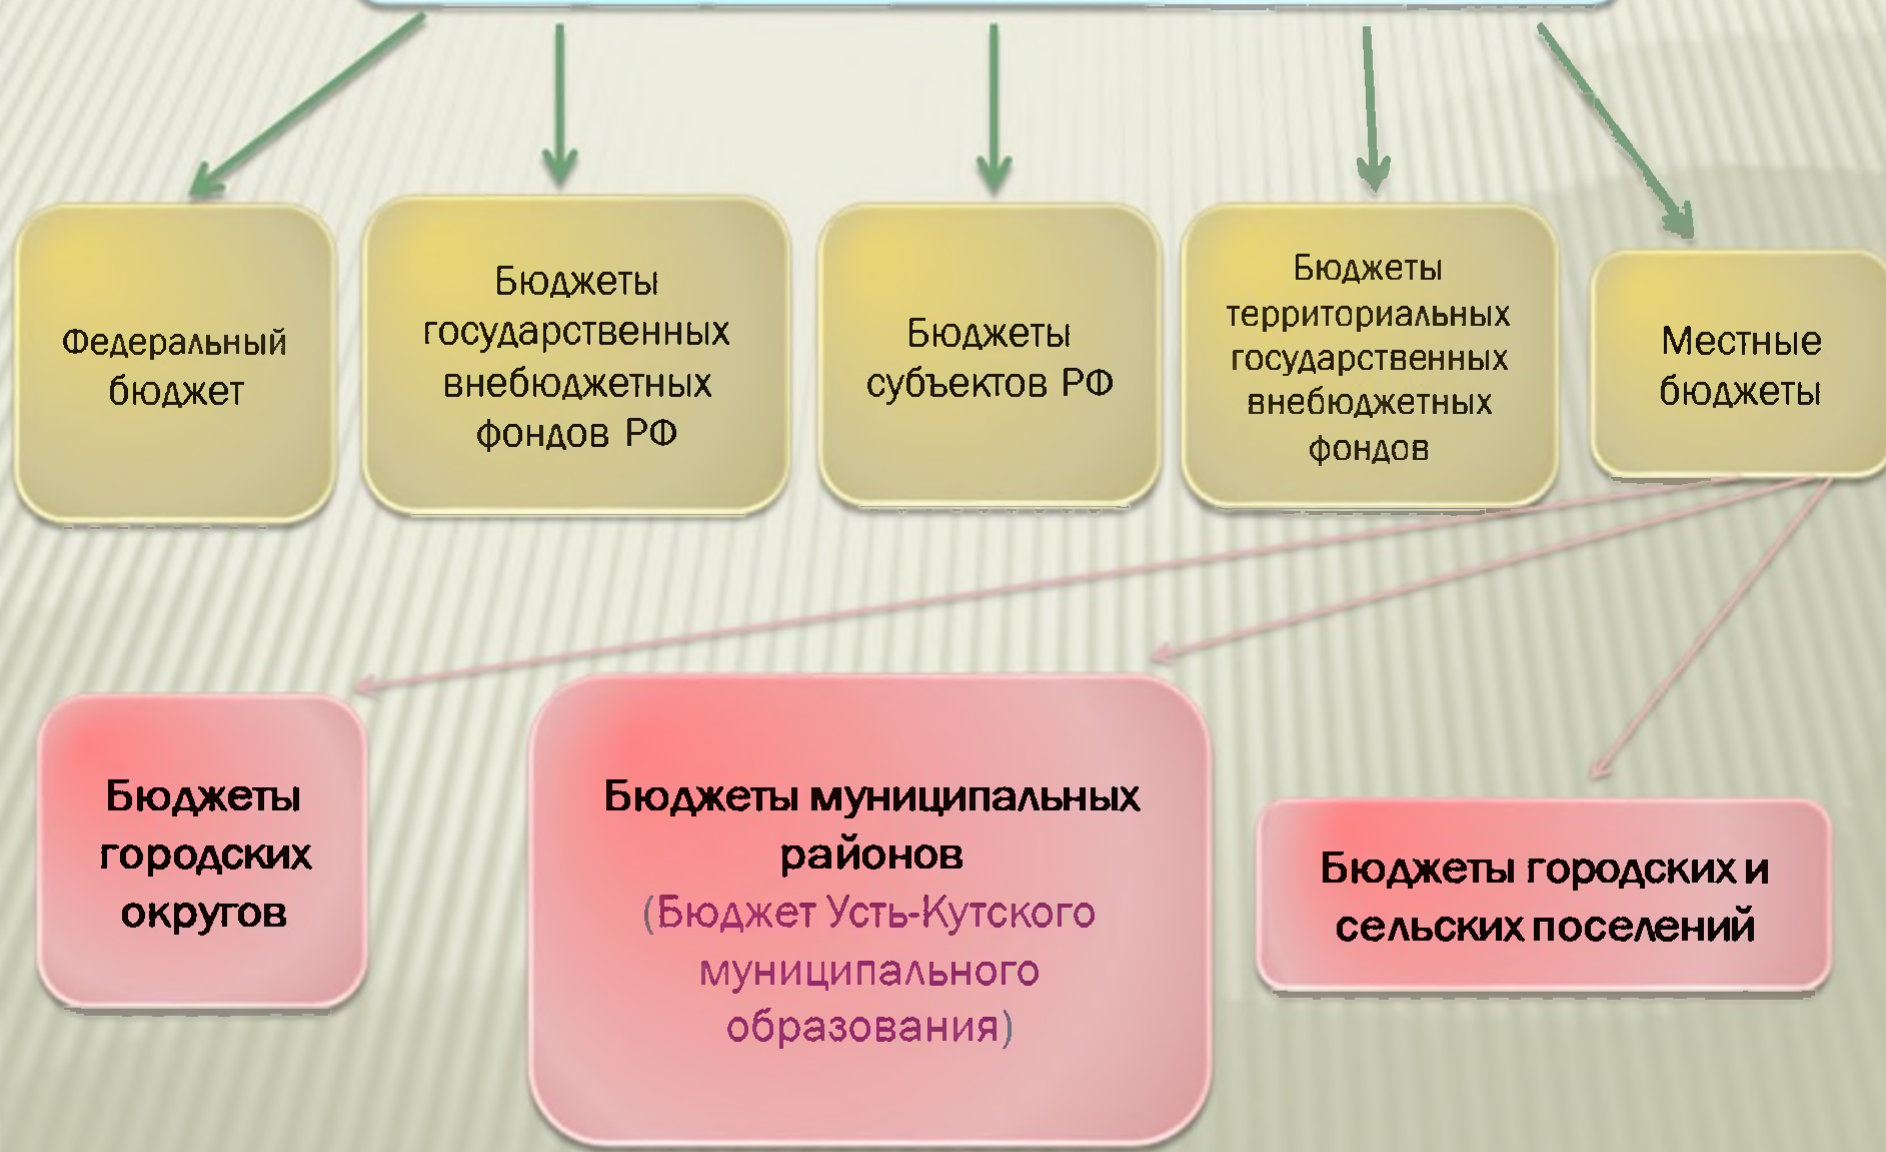 Федеральный
бюджет
Бюджеты
государственных
внебюджетных
фондов РФ
Бюджеты
субъектов РФ
Бюджеты
территориальных
государственных
внебюджетных
фондов
Местные
бюджеты
Бюджеты
городских
округов
Бюджеты муниципальных
районов
(Бюджет Усть-Кутского
муниципального
образования)
Бюджеты городских и
сельских поселений